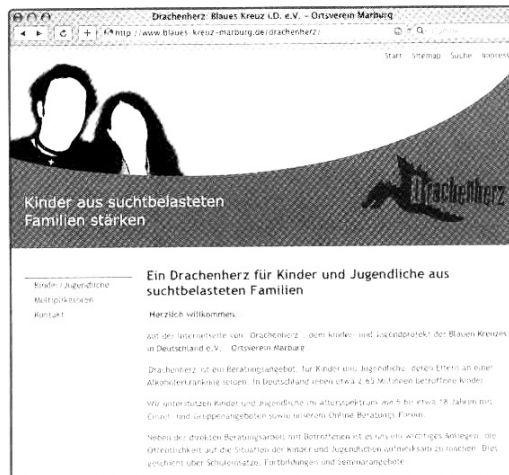 Drachenherz: Blaues Kreuz i.D. e.V. – Ortsverein Marburg
http://www.blaues-kreuz-marburg.de/drachenherz/
Start Sitemap Suche Impress
Drachenherz
Kinder aus suchtbelasteten
Familien stärken
Ein Drachenherz für Kinder und Jugendliche aus
suchtbelasteten Familien
Kinder/Jugendliche
Multiplikatoren
Kontakt
Herzlich willkommen...
auf der Internetseite von Drachenherz, dem Kinder- und Jugendprojekt des Blauen Kreuzes
in Deutschland e.V. Ortsverein Marburg
Drachenherz ist ein Beratungsangebot, für Kinder und Jugendliche, deren Eltern an einer
Alkoholerkrankung leiden. In Deutschland leben etwa 2,65 Millionen betroffene Kinder.
Wir unterstützen Kinder und Jugendliche im Altersspektrum von 5 bis etwa 18 Jahren mit
Einzel- und Gruppenangeboten sowie unserem Online Beratungs-Forum.
Neben der direkten Beratungsarbeit mit Betroffenen ist es uns ein wichtiges Anliegen, die
Öffentlichkeit auf die Situation der Kinder und Jugendlichen aufmerksam zu machen. Dies
geschieht über Schuleinsätze, Fortbildungen und Seminarangebote.